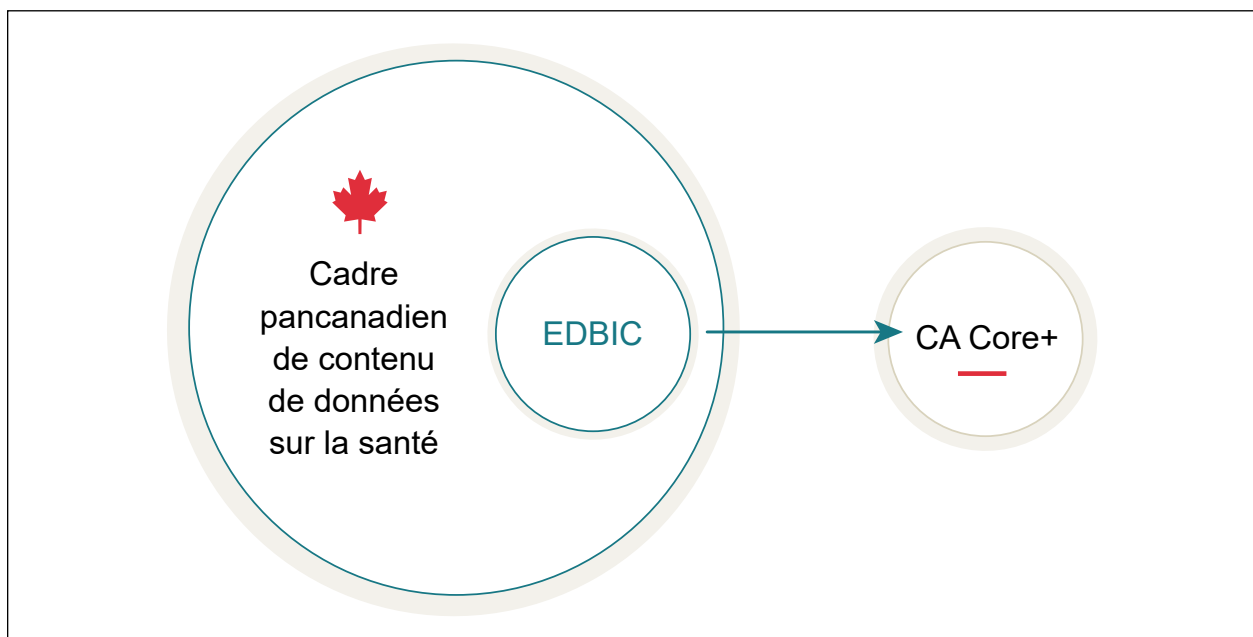 Cadre
pancanadien
de contenu
de données
sur la santé
EDBIC
CA Core+